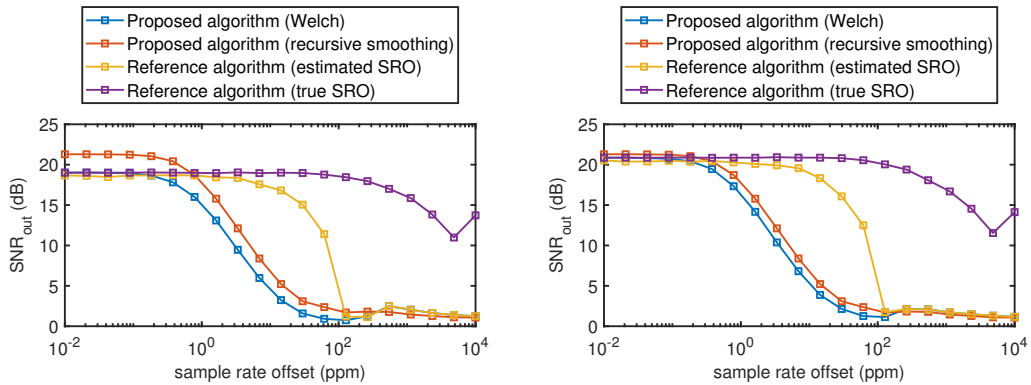 Proposed algorithm (Welch)
Proposed algorithm (recursive smoothing)
Reference algorithm (estimated SRO)
Reference algorithm (true SRO)
25
20
15
10
5
0
SNR_out (dB)
10^-2
10^0
10^2
10^4
sample rate offset (ppm)
Proposed algorithm (Welch)
Proposed algorithm (recursive smoothing)
Reference algorithm (estimated SRO)
Reference algorithm (true SRO)
25
20
15
10
5
0
SNR_out (dB)
10^-2
10^0
10^2
10^4
sample rate offset (ppm)